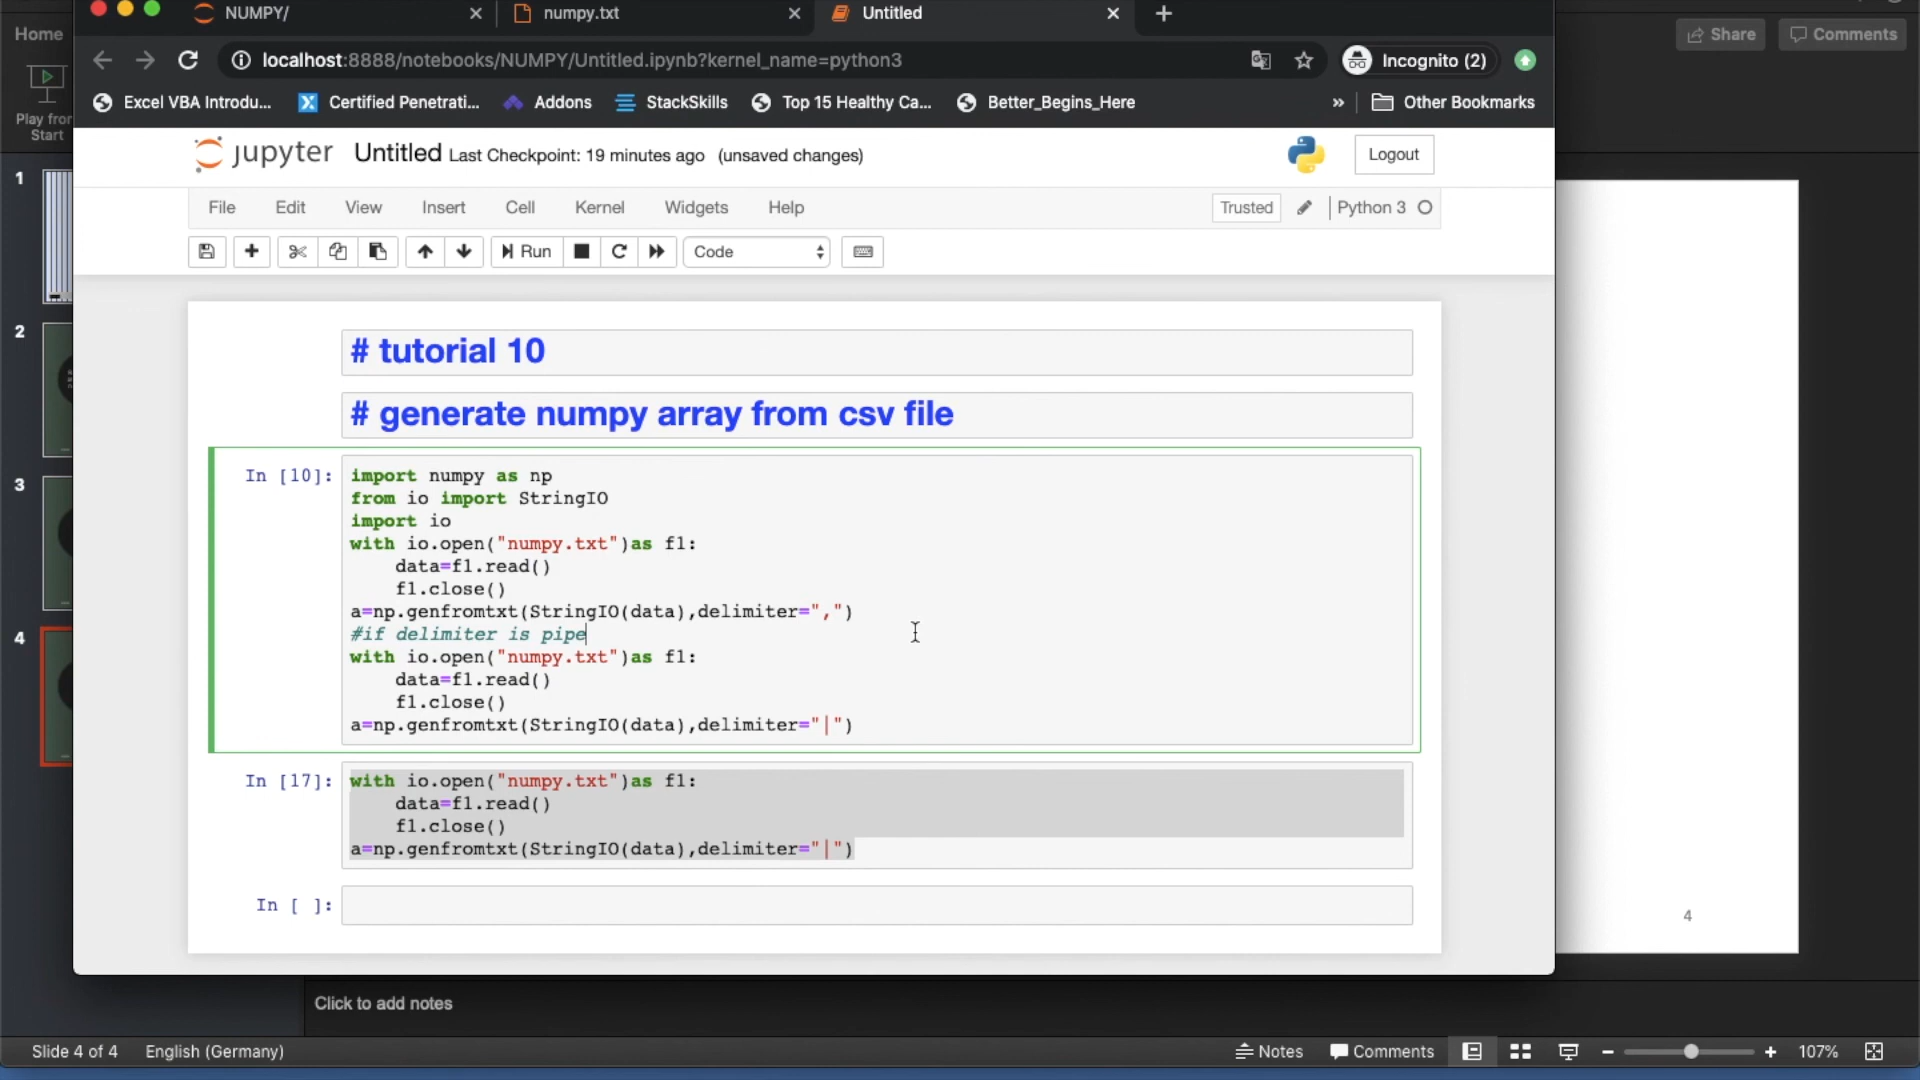 NUMPY/
numpy.txt
Untitled
Home
Share
Comments
localhost:8888/notebooks/NUMPY/Untitled.ipynb?kernel_name=python3
Incognito (2)
Excel VBA Introdu...
Certified Penetrati...
Addons
StackSkills
Top 15 Healthy Ca...
Better_Begins_Here
»
Other Bookmarks
Play from
Start
jupyter Untitled Last Checkpoint: 19 minutes ago (unsaved changes)
Logout
File Edit View Insert Cell Kernel Widgets Help
Trusted
Python 3
Run
Code
1
2
3
4
# tutorial 10
# generate numpy array from csv file
In [10]:
import numpy as np
from io import StringIO
import io
with io.open("numpy.txt")as f1:
data=f1.read()
f1.close()
a=np.genfromtxt(StringIO(data),delimiter=",")
#if delimiter is pipe
with io.open("numpy.txt")as f1:
data=f1.read()
f1.close()
a=np.genfromtxt(StringIO(data),delimiter="|")
In [17]:
with io.open("numpy.txt")as f1:
data=f1.read()
f1.close()
a=np.genfromtxt(StringIO(data),delimiter="|")
In [ ]:
4
Click to add notes
Slide 4 of 4
English (Germany)
Notes
Comments
107%